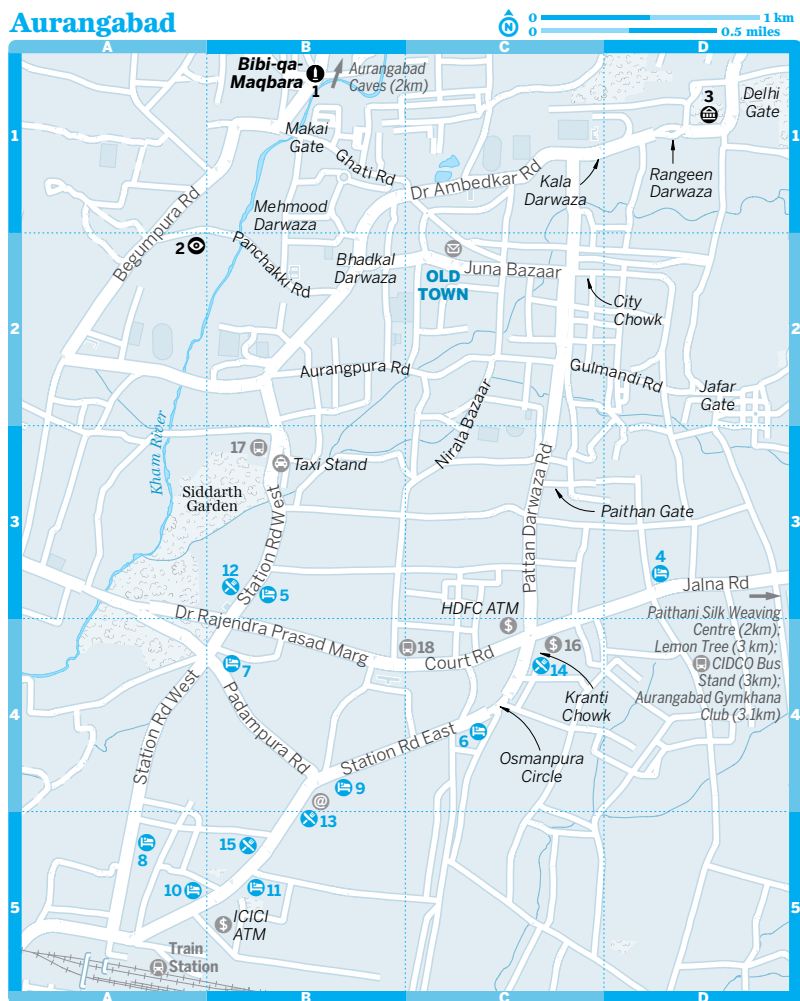 Aurangabad
N
0 1 km
0 0.5 miles
A B C D
Bibi-qa-
Maqbara
1
Aurangabad
Caves (2km)
3
Delhi
Gate
1 1
Makai
Gate
Ghati Rd
Dr Ambedkar Rd
Kala
Darwaza
Rangeen
Darwaza
Begumpura Rd
Mehmood
Darwaza
2
Panchakki Rd
Bhadkal
Darwaza
Juna Bazaar
OLD
TOWN
City
Chowk
2 2
Aurangpura Rd
Gulmandi Rd
Jafar
Gate
Nirala Bazaar
Kham River
17
Taxi Stand
Siddarth
Garden
Station Rd West
Pattan Darwaza Rd
Paithan Gate
3 3
12
5
4
Jalna Rd
HDFC ATM
Dr Rajendra Prasad Marg
18
Court Rd
16
14
Paithani Silk Weaving
Centre (2km);
Lemon Tree (3 km);
CIDCO Bus
Stand (3km);
Aurangabad Gymkhana
Club (3.1km)
7
Station Rd West
Padampura Rd
Kranti
Chowk
4 4
6
Station Rd East
Osmanpura
Circle
9
@
13
8
15
10
11
5 5
ICICI
ATM
Train
Station
A B C D